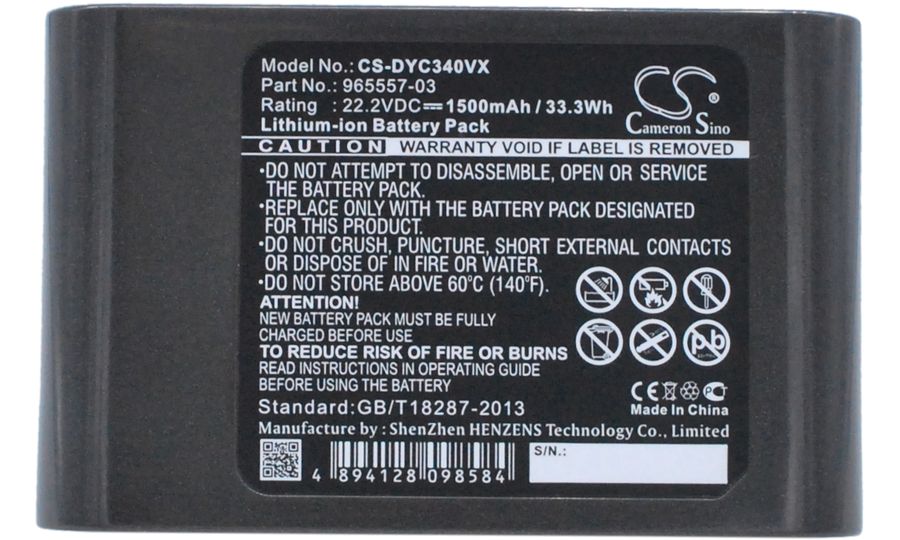 Model No.: CS-DYC340VX
Part No.: 965557-03
Rating : 22.2VDC⎓1500mAh / 33.3Wh
Lithium-ion Battery Pack
CS
Cameron Sino
CAUTION WARRANTY VOID IF LABEL IS REMOVED
•DO NOT ATTEMPT TO DISASSEMBLE, OPEN OR SERVICE
THE BATTERY PACK.
•REPLACE ONLY WITH THE BATTERY PACK DESIGNATED
FOR THIS PRODUCT.
•DO NOT CRUSH, PUNCTURE, SHORT EXTERNAL CONTACTS
OR DISPOSE OF IN FIRE OR WATER.
•DO NOT STORE ABOVE 60°C (140°F).
ATTENTION!
NEW BATTERY PACK MUST BE FULLY
CHARGED BEFORE USE
TO REDUCE RISK OF FIRE OR BURNS
READ INSTRUCTIONS IN OPERATING GUIDE
BEFORE USING THE BATTERY
Pb
CE
Made In China
Standard:GB/T18287-2013
Manufacture by : ShenZhen HENZENS Technology Co., Limited
4 894128 098584
S/N.: